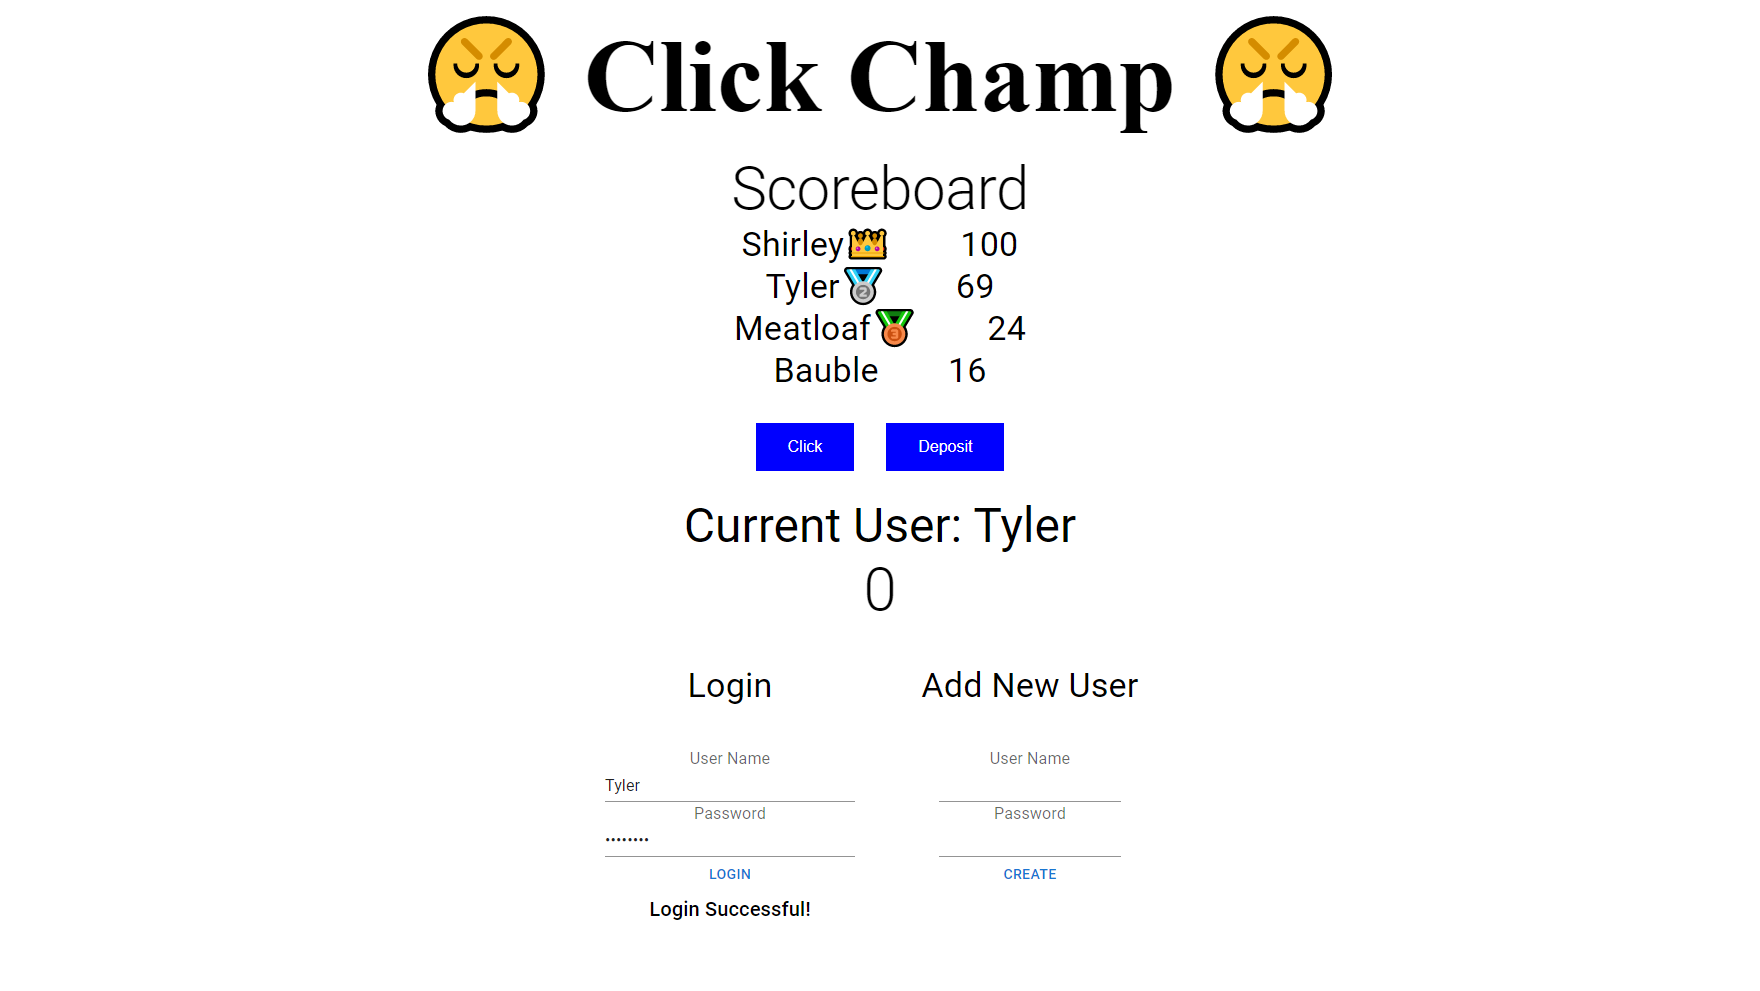 Click Champ
Scoreboard
Shirley 100
Tyler 69
Meatloaf 24
Bauble 16
Click Deposit
Current User: Tyler
0
Login Add New User
User Name User Name
Tyler
Password Password
••••••••
LOGIN CREATE
Login Successful!